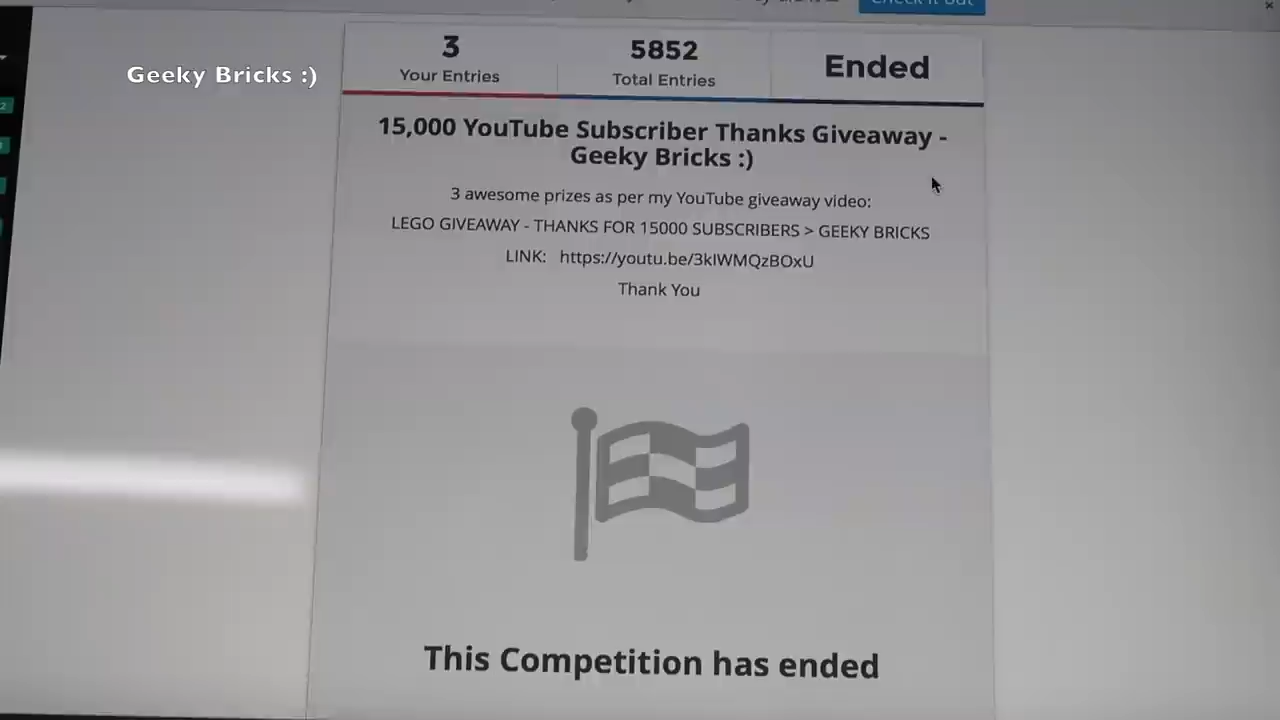 Geeky Bricks :)
3
Your Entries
5852
Total Entries
Ended
15,000 YouTube Subscriber Thanks Giveaway -
Geeky Bricks :)
3 awesome prizes as per my YouTube giveaway video:
LEGO GIVEAWAY - THANKS FOR 15000 SUBSCRIBERS > GEEKY BRICKS
LINK: https://youtu.be/3kIWMQzBOxU
Thank You
This Competition has ended